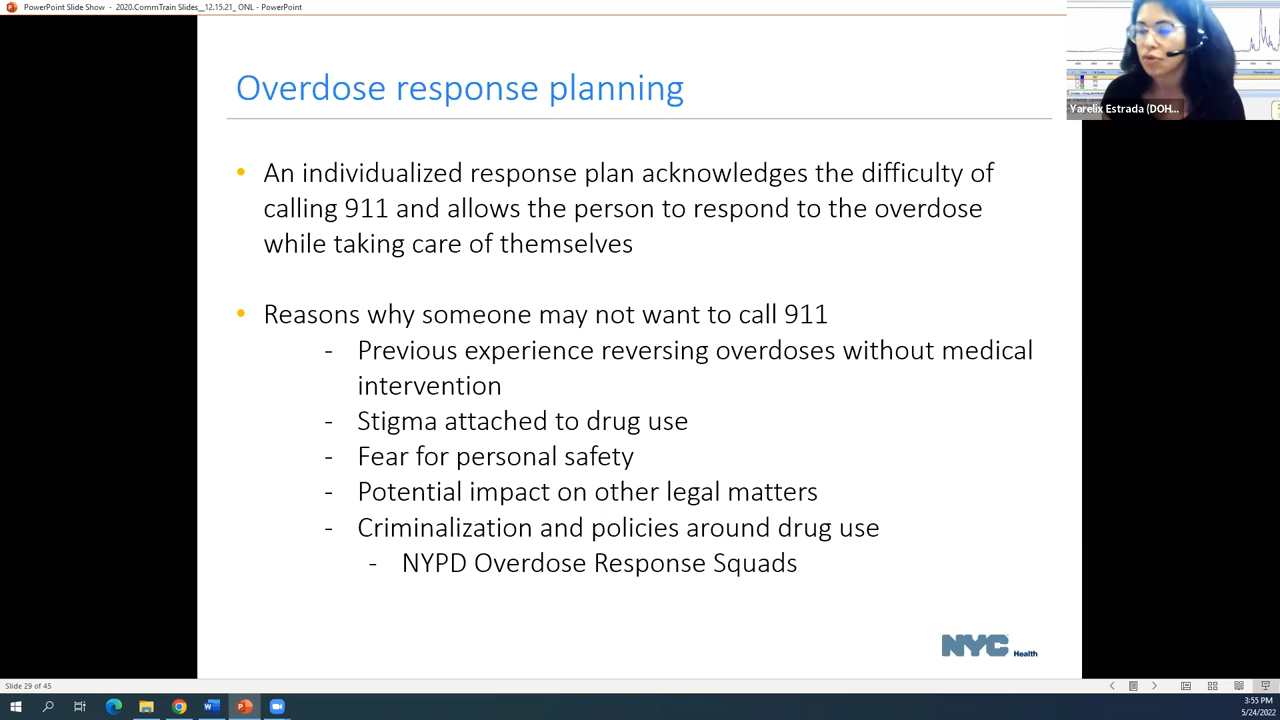 PowerPoint Slide Show - 2020.CommTrain Slides__12.15.21_ ONL - PowerPoint
Yarelix Estrada (DOH...
Overdose response planning
• An individualized response plan acknowledges the difficulty of
calling 911 and allows the person to respond to the overdose
while taking care of themselves
• Reasons why someone may not want to call 911
- Previous experience reversing overdoses without medical
intervention
- Stigma attached to drug use
- Fear for personal safety
- Potential impact on other legal matters
- Criminalization and policies around drug use
- NYPD Overdose Response Squads
NYC Health
Slide 29 of 45
3:55 PM
5/24/2022